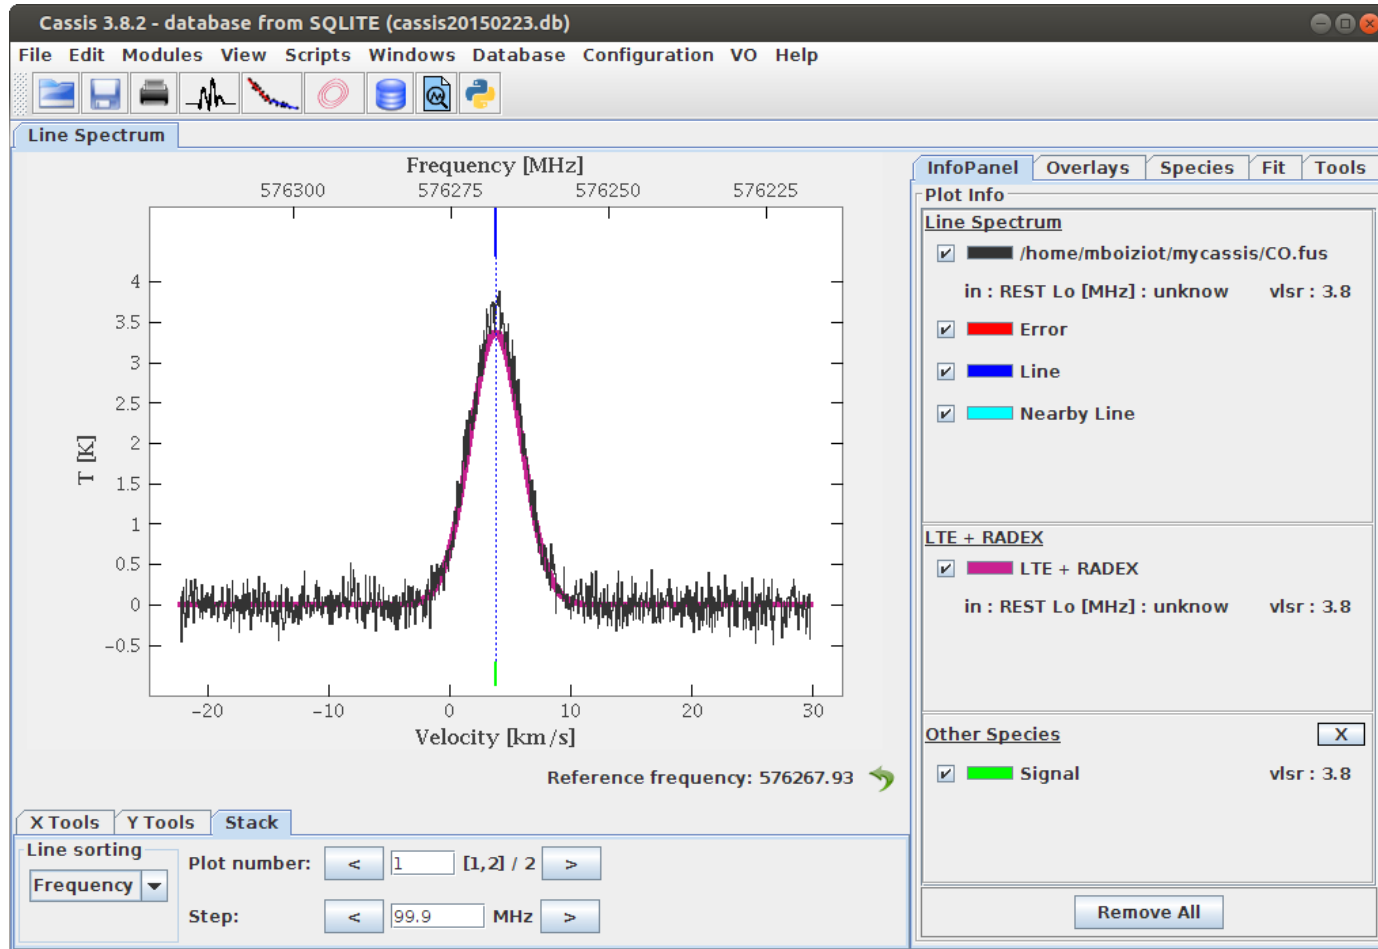 Cassis 3.8.2 - database from SQLITE (cassis20150223.db)
File Edit Modules View Scripts Windows Database Configuration VO Help
Line Spectrum
Frequency [MHz]
576300 576275 576250 576225
4
3.5
3
2.5
2
1.5
1
0.5
0
−0.5
T [K]
−20 −10 0 10 20 30
Velocity [km/s]
Reference frequency: 576267.93
X Tools Y Tools Stack
Line sorting
Frequency
Plot number: < 1 [1,2] / 2 >
Step: < 99.9 MHz >
InfoPanel Overlays Species Fit Tools
Plot Info
Line Spectrum
/home/mboiziot/mycassis/CO.fus
in : REST Lo [MHz] : unknow vlsr : 3.8
Error
Line
Nearby Line
LTE + RADEX
LTE + RADEX
in : REST Lo [MHz] : unknow vlsr : 3.8
Other Species X
Signal vlsr : 3.8
Remove All